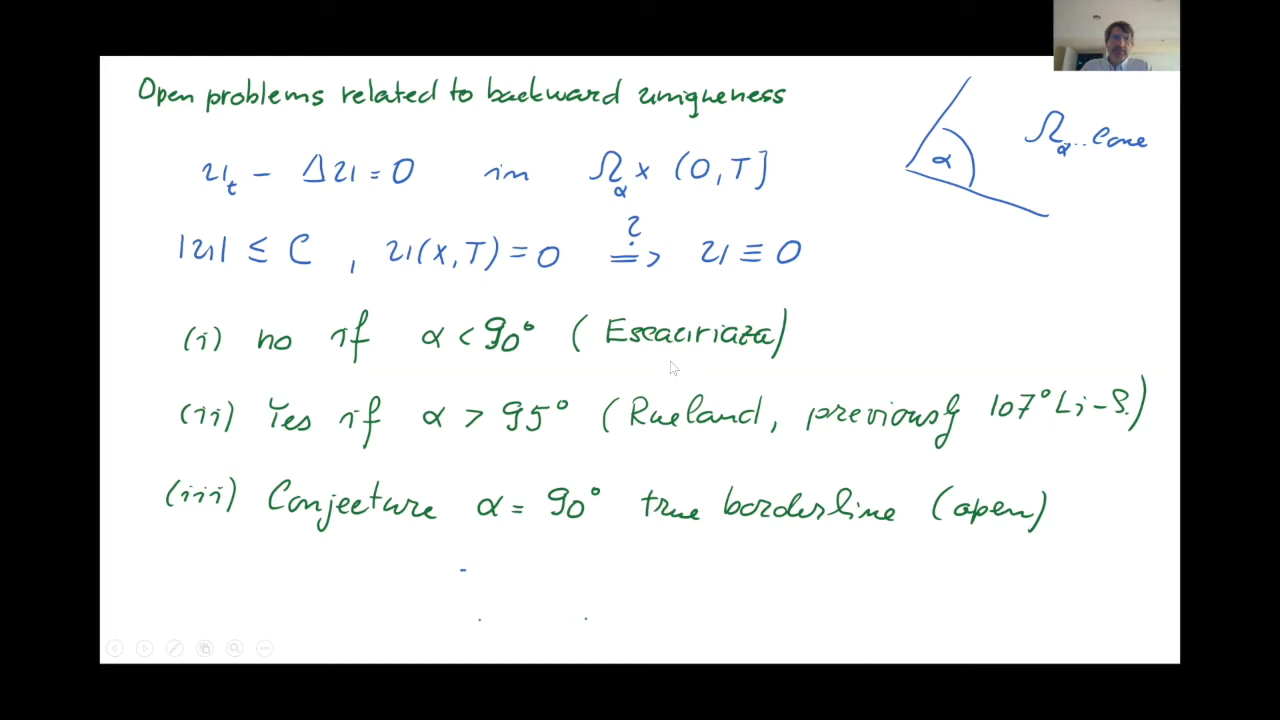 Open problems related to backward uniqueness
u_t - Δu = 0 in Ω_α × (0,T]
α
Ω_α... Cone
|u| ≤ C , u(x,T) = 0 ?⟹ u ≡ 0
(i) no if α < 90° (Escauriaza)
(ii) Yes if α > 95° (Rueland, previously 107° Li-S.)
(iii) Conjecture α = 90° true borderline (open)